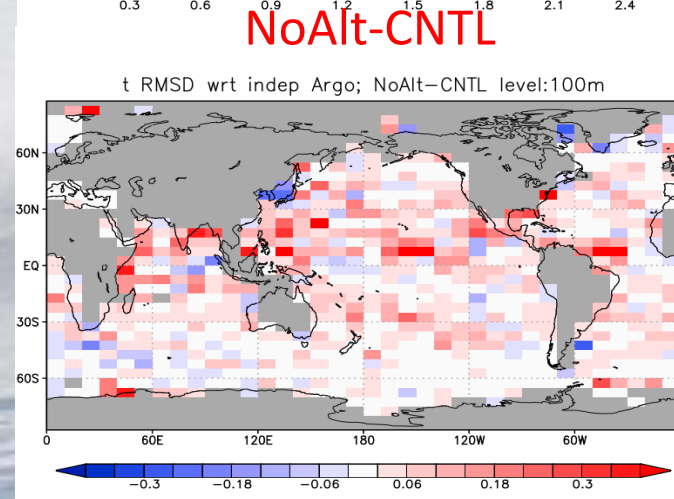 0.3 0.6 0.9 1.2 1.5 1.8 2.1 2.4
NoAlt-CNTL
t RMSD wrt indep Argo; NoAlt-CNTL level:100m
60N
30N
EQ
30S
60S
0 60E 120E 180 120W 60W
-0.3 -0.18 -0.06 0.06 0.18 0.3